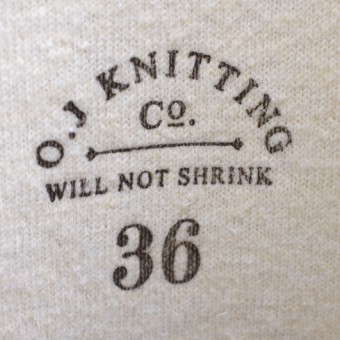 O.J KNITTING
Co.
WILL NOT SHRINK
36